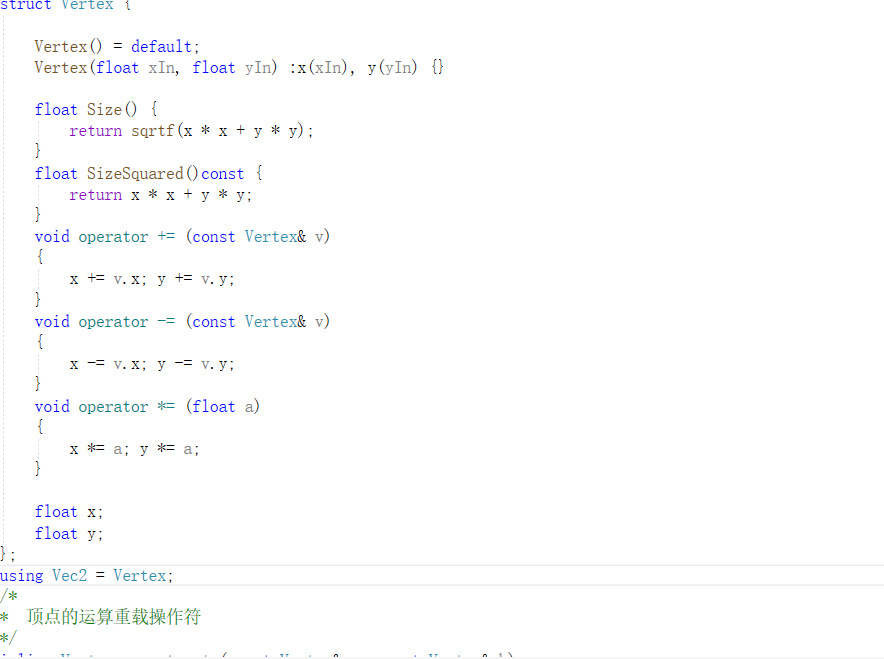 struct Vertex {
Vertex() = default;
Vertex(float xIn, float yIn) :x(xIn), y(yIn) {}
float Size() {
return sqrtf(x * x + y * y);
}
float SizeSquared()const {
return x * x + y * y;
}
void operator += (const Vertex& v)
{
x += v.x; y += v.y;
}
void operator -= (const Vertex& v)
{
x -= v.x; y -= v.y;
}
void operator *= (float a)
{
x *= a; y *= a;
}
float x;
float y;
};
using Vec2 = Vertex;
/*
* 顶点的运算重载操作符
*/